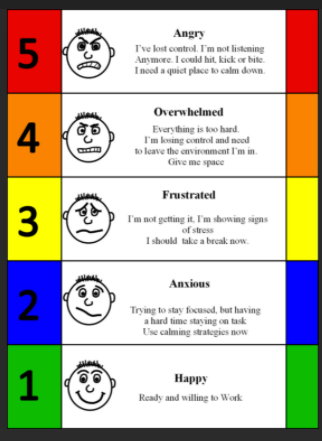 5
Angry
I've lost control. I'm not listening
Anymore. I could hit, kick or bite.
I need a quiet place to calm down.
4
Overwhelmed
Everything is too hard.
I'm losing control and need
to leave the environment I'm in.
Give me space
3
Frustrated
I'm not getting it, I'm showing signs
of stress
I should take a break now.
2
Anxious
Trying to stay focused, but having
a hard time staying on task
Use calming strategies now
1
Happy
Ready and willing to Work